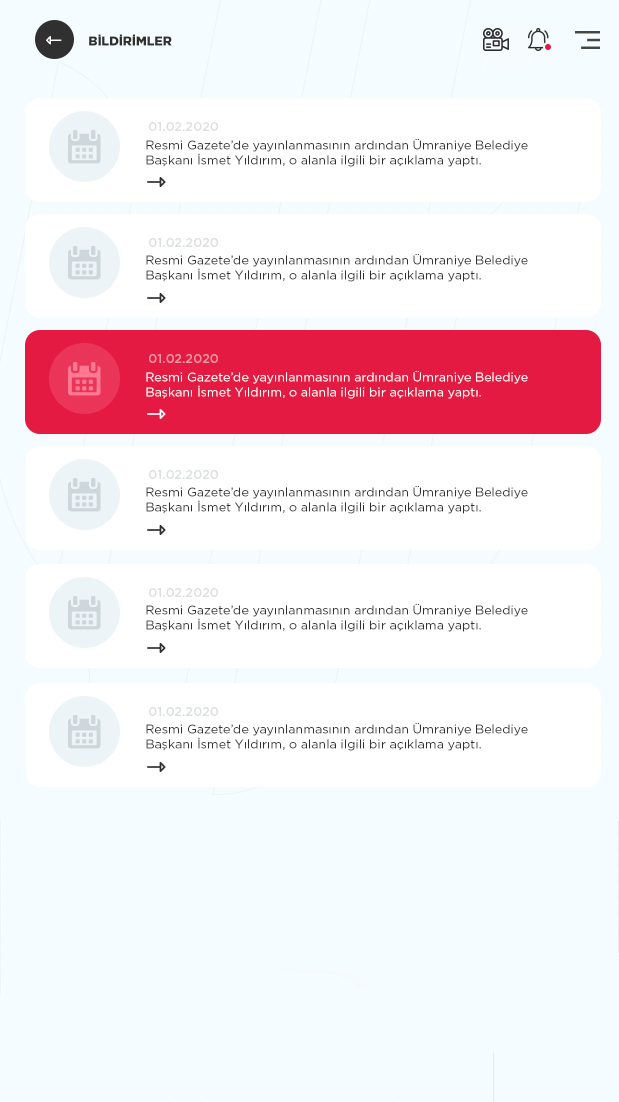 BİLDİRİMLER
01.02.2020
Resmi Gazete'de yayınlanmasının ardından Ümraniye Belediye
Başkanı İsmet Yıldırım, o alanla ilgili bir açıklama yaptı.
01.02.2020
Resmi Gazete'de yayınlanmasının ardından Ümraniye Belediye
Başkanı İsmet Yıldırım, o alanla ilgili bir açıklama yaptı.
01.02.2020
Resmi Gazete'de yayınlanmasının ardından Ümraniye Belediye
Başkanı İsmet Yıldırım, o alanla ilgili bir açıklama yaptı.
01.02.2020
Resmi Gazete'de yayınlanmasının ardından Ümraniye Belediye
Başkanı İsmet Yıldırım, o alanla ilgili bir açıklama yaptı.
01.02.2020
Resmi Gazete'de yayınlanmasının ardından Ümraniye Belediye
Başkanı İsmet Yıldırım, o alanla ilgili bir açıklama yaptı.
01.02.2020
Resmi Gazete'de yayınlanmasının ardından Ümraniye Belediye
Başkanı İsmet Yıldırım, o alanla ilgili bir açıklama yaptı.